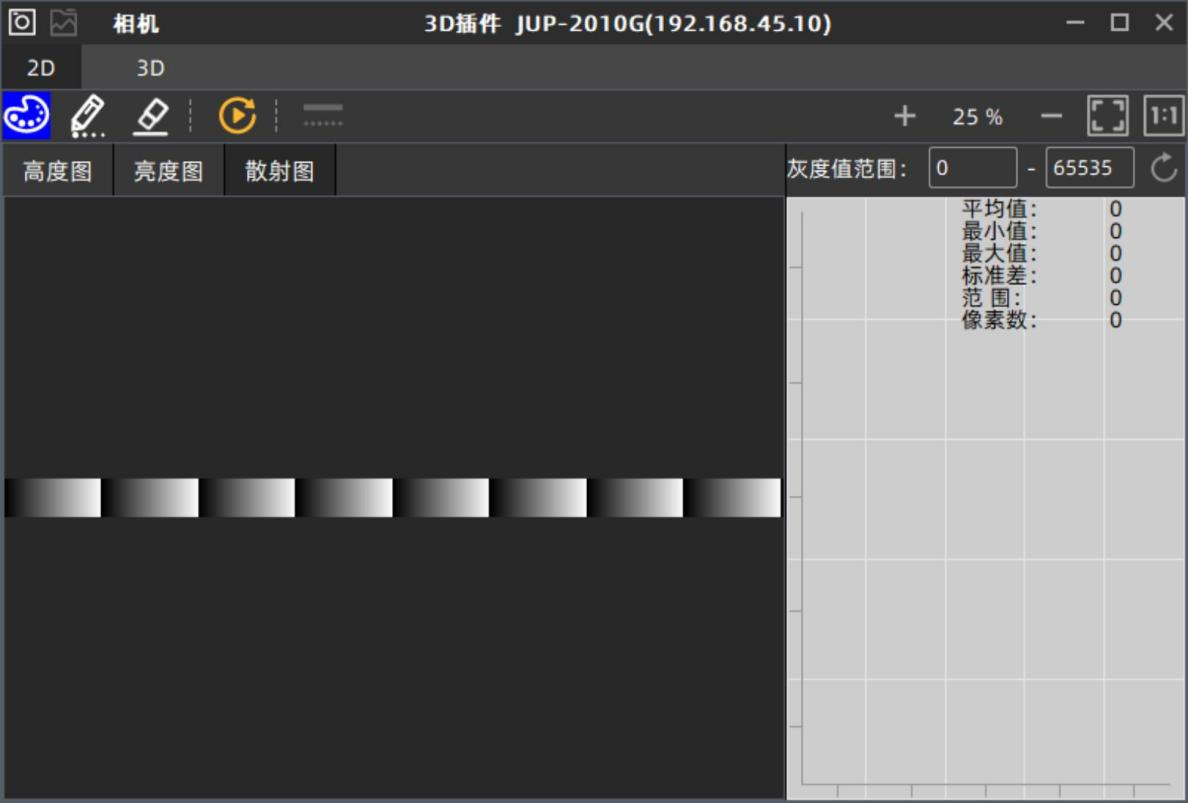 相机 3D插件 JUP-2010G(192.168.45.10)
2D 3D
25 % 1:1
高度图 亮度图 散射图 灰度值范围： 0 - 65535
平均值： 0
最小值： 0
最大值： 0
标准差： 0
范 围： 0
像素数： 0